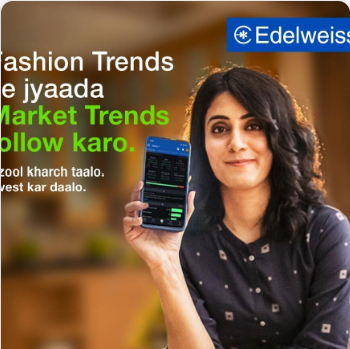 Edelweiss
ashion Trends
e jyaada
Market Trends
ollow karo.
zool kharch taalo.
vest kar daalo.